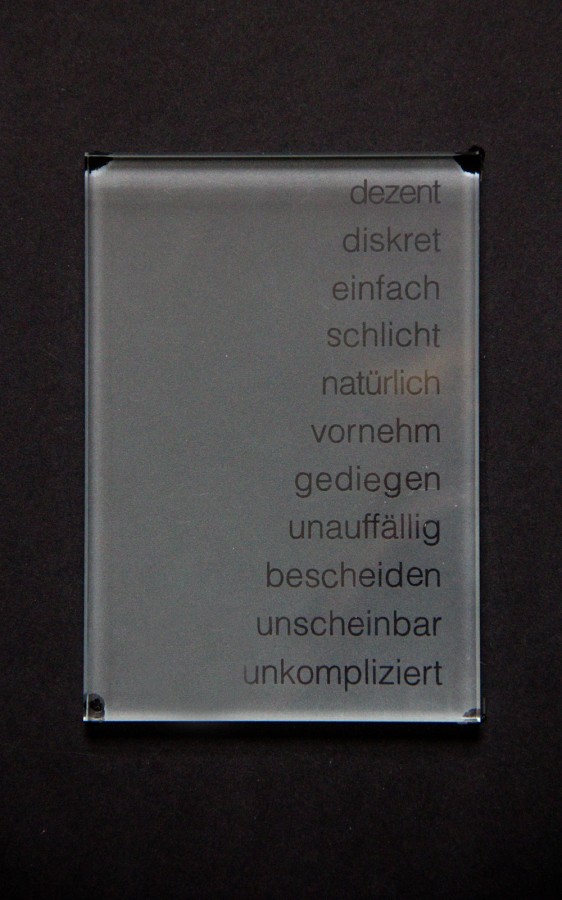 dezent
diskret
einfach
schlicht
natürlich
vornehm
gediegen
unauffällig
bescheiden
unscheinbar
unkompliziert